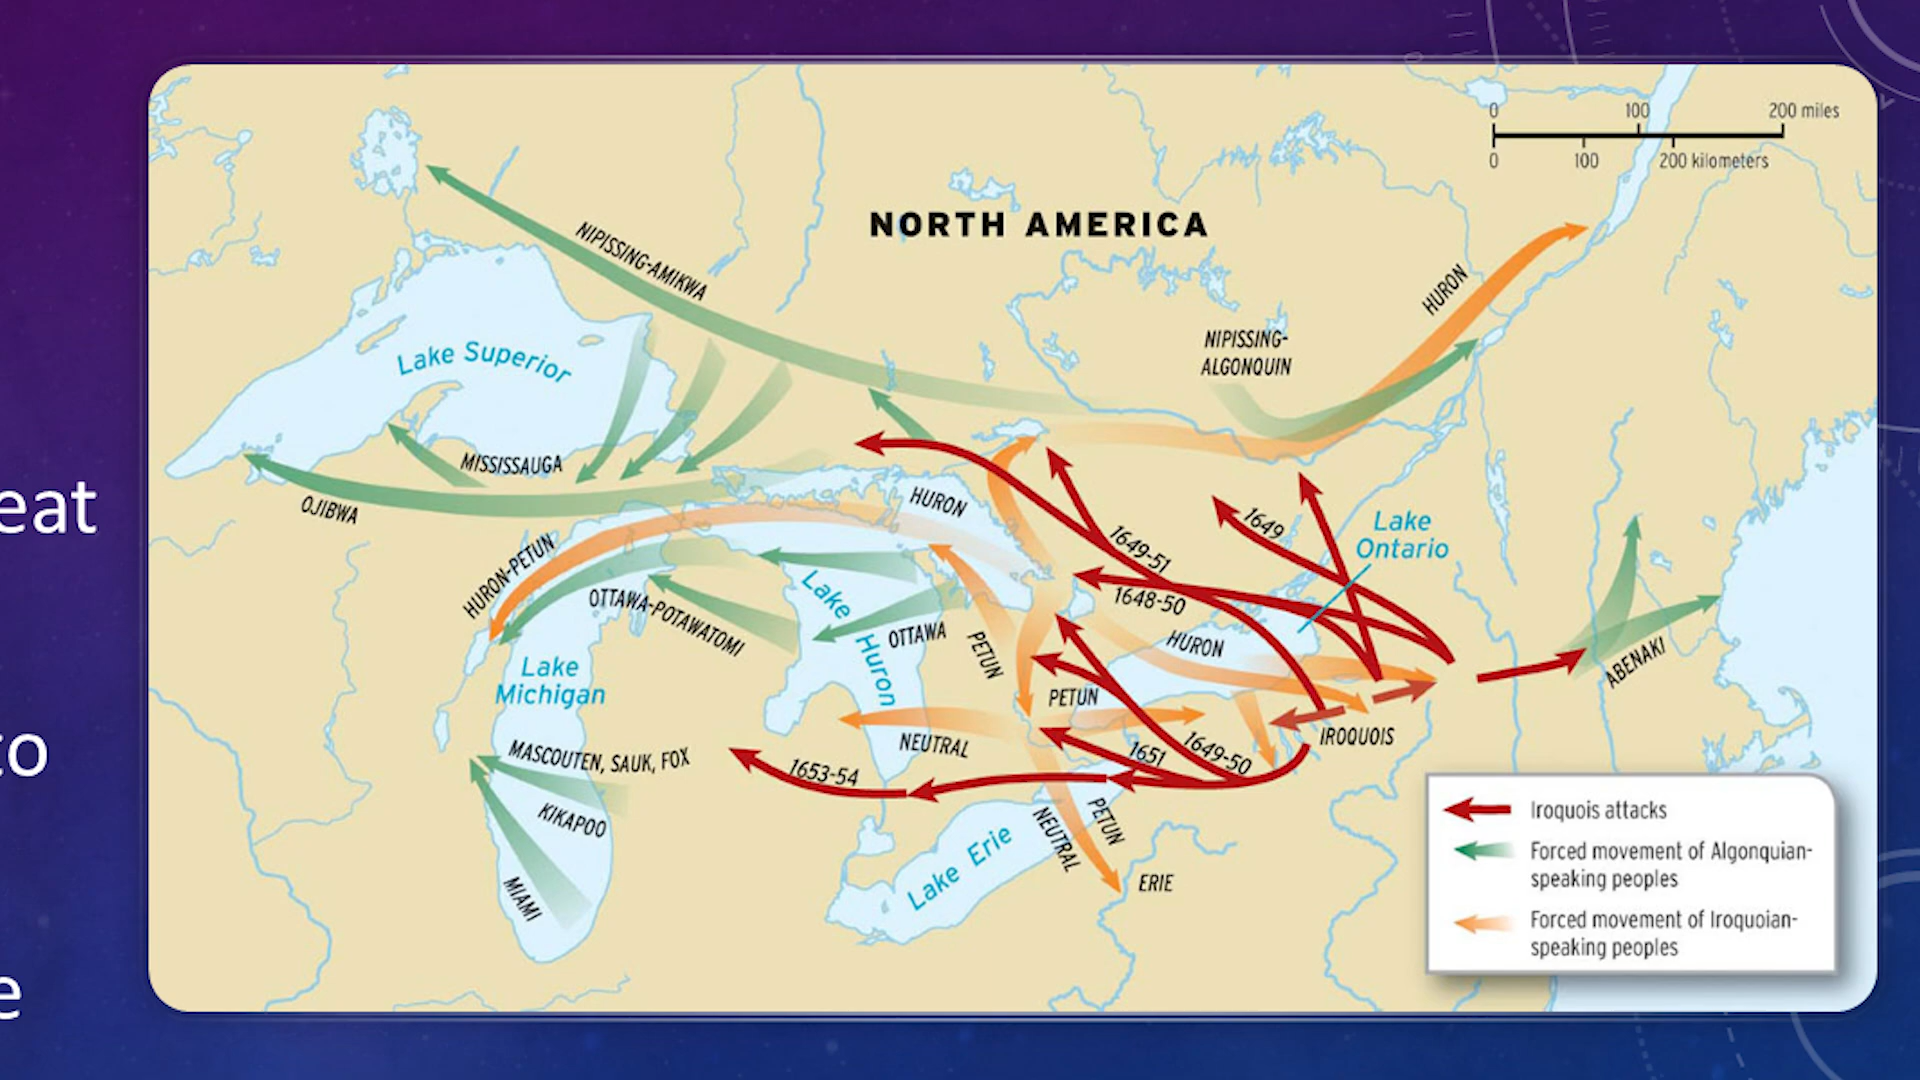 eat
to
e
NORTH AMERICA
0 100 200 miles
0 100 200 kilometers
NIPISSING-AMIKWA
HURON
NIPISSING-
ALGONQUIN
Lake Superior
MISSISSAUGA
OJIBWA
HURON
1649
Lake
Ontario
1649-51
1648-50
HURON-PETUN
OTTAWA-POTAWATOMI
Lake
Huron
OTTAWA
PETUN
HURON
ABENAKI
Lake
Michigan
PETUN
NEUTRAL
IROQUOIS
MASCOUTEN, SAUK, FOX
1653-54
1651
1649-50
KIKAPOO
MIAMI
NEUTRAL
PETUN
Lake Erie
ERIE
Iroquois attacks
Forced movement of Algonquian-
speaking peoples
Forced movement of Iroquoian-
speaking peoples